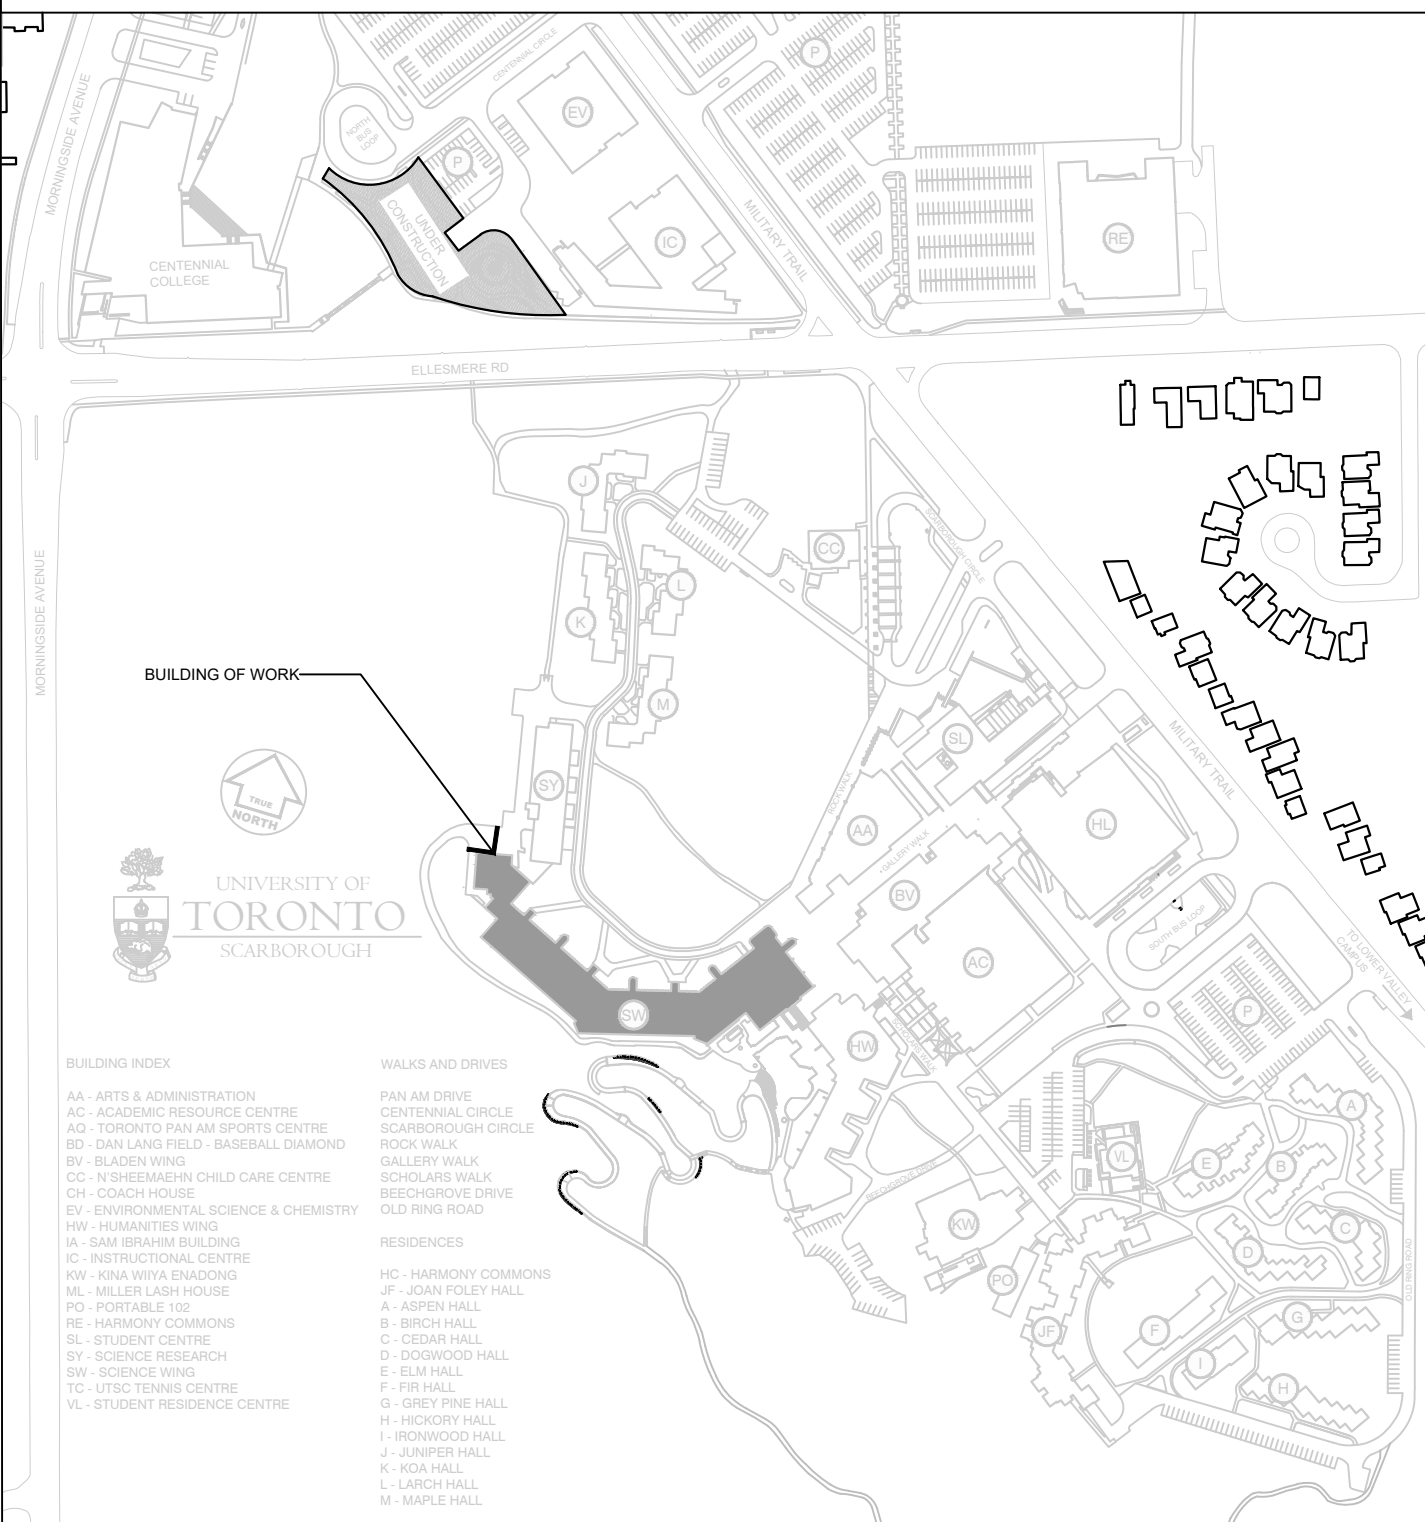 CENTENNIAL CIRCLE
P
MORNINGSIDE AVENUE
EV
NORTH
BUS
LOOP
P
UNDER
CONSTRUCTION
MILITARY TRAIL
IC
RE
CENTENNIAL
COLLEGE
ELLESMERE RD
J
SCARBOROUGH CIRCLE
CC
L
MORNINGSIDE AVENUE
K
BUILDING OF WORK
M
SL
MILITARY TRAIL
SY
ROCK WALK
TRUE
NORTH
AA
HL
GALLERY WALK
UNIVERSITY OF
TORONTO
SCARBOROUGH
BV
SOUTH BUS LOOP
TO LOWER VALLEY
CAMPUS
AC
SW
P
HW
SCHOLARS WALK
BUILDING INDEX
AA - ARTS & ADMINISTRATION
AC - ACADEMIC RESOURCE CENTRE
AQ - TORONTO PAN AM SPORTS CENTRE
BD - DAN LANG FIELD - BASEBALL DIAMOND
BV - BLADEN WING
CC - N'SHEEMAEHN CHILD CARE CENTRE
CH - COACH HOUSE
EV - ENVIRONMENTAL SCIENCE & CHEMISTRY
HW - HUMANITIES WING
IA - SAM IBRAHIM BUILDING
IC - INSTRUCTIONAL CENTRE
KW - KINA WIIYA ENADONG
ML - MILLER LASH HOUSE
PO - PORTABLE 102
RE - HARMONY COMMONS
SL - STUDENT CENTRE
SY - SCIENCE RESEARCH
SW - SCIENCE WING
TC - UTSC TENNIS CENTRE
VL - STUDENT RESIDENCE CENTRE
WALKS AND DRIVES
PAN AM DRIVE
CENTENNIAL CIRCLE
SCARBOROUGH CIRCLE
ROCK WALK
GALLERY WALK
SCHOLARS WALK
BEECHGROVE DRIVE
OLD RING ROAD
RESIDENCES
HC - HARMONY COMMONS
JF - JOAN FOLEY HALL
A - ASPEN HALL
B - BIRCH HALL
C - CEDAR HALL
D - DOGWOOD HALL
E - ELM HALL
F - FIR HALL
G - GREY PINE HALL
H - HICKORY HALL
I - IRONWOOD HALL
J - JUNIPER HALL
K - KOA HALL
L - LARCH HALL
M - MAPLE HALL
A
VL
E
B
BEECHGROVE DRIVE
KW
C
D
OLD RING ROAD
PO
G
JF
F
I
H